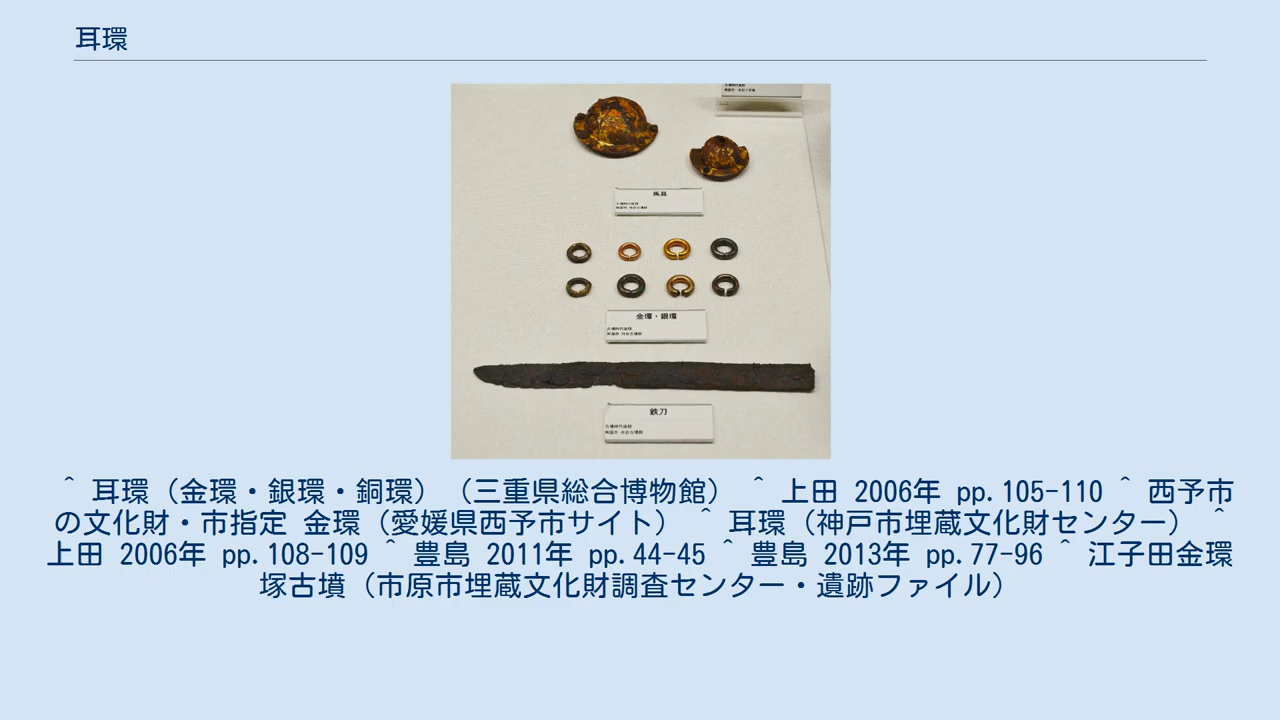 耳環
馬具
金環・銀環
鉄刀
^ 耳環（金環・銀環・銅環）（三重県総合博物館） ^ 上田 2006年 pp.105-110 ^ 西予市
の文化財・市指定 金環（愛媛県西予市サイト） ^ 耳環（神戸市埋蔵文化財センター） ^
上田 2006年 pp.108-109 ^ 豊島 2011年 pp.44-45 ^ 豊島 2013年 pp.77-96 ^ 江子田金環
塚古墳（市原市埋蔵文化財調査センター・遺跡ファイル）